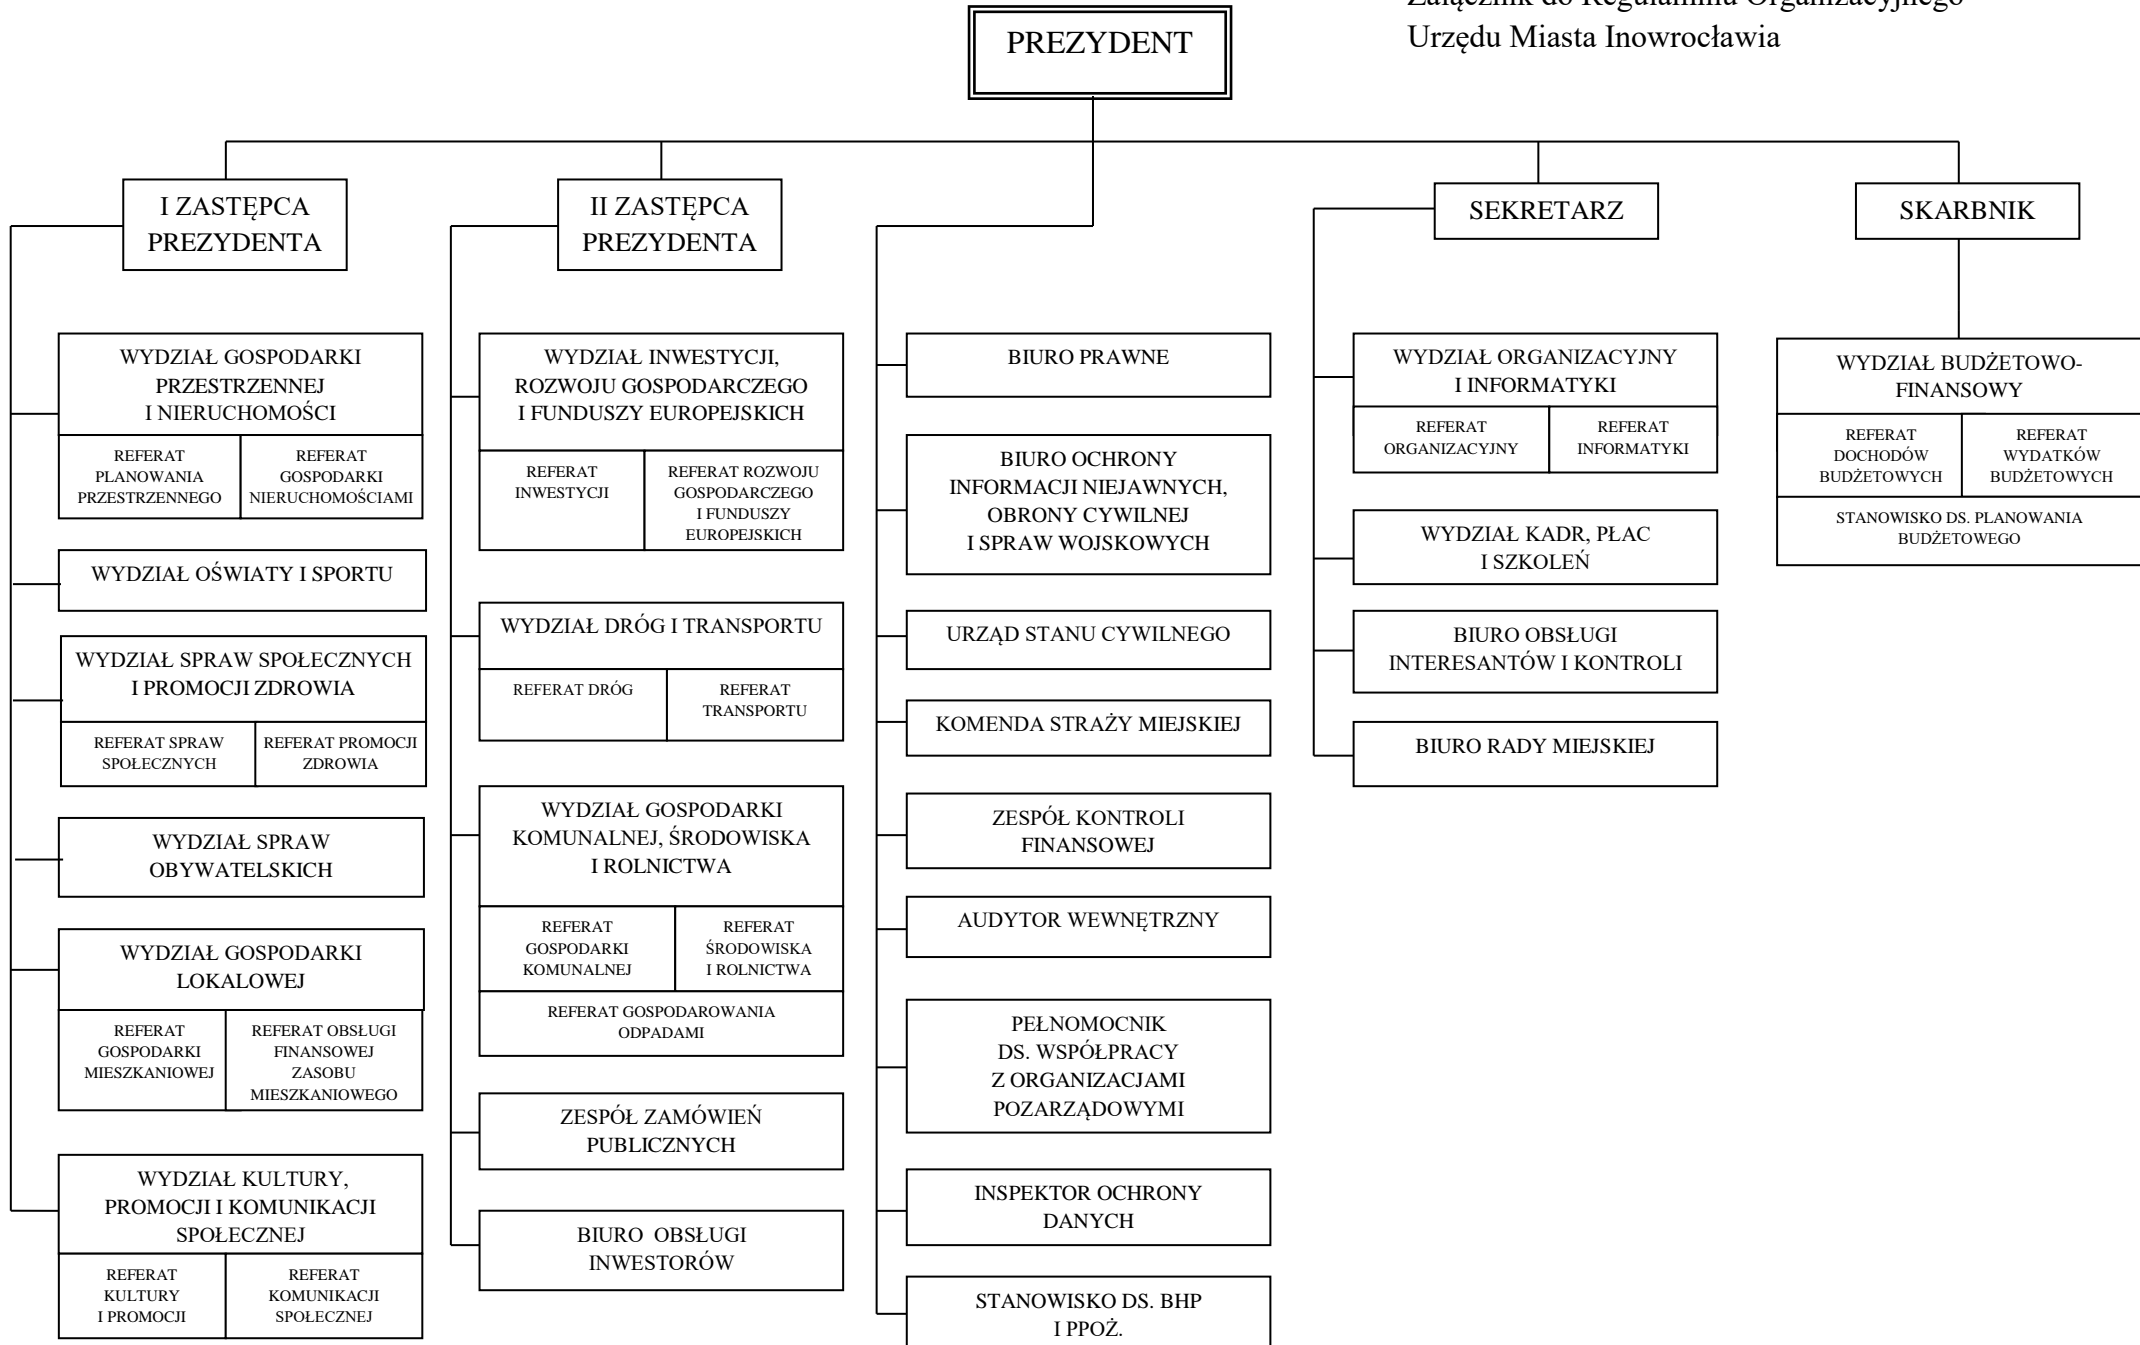 Załącznik do Regulaminu Organizacyjnego
Urzędu Miasta Inowrocławia
PREZYDENT
I ZASTĘPCA
PREZYDENTA
II ZASTĘPCA
PREZYDENTA
SEKRETARZ
SKARBNIK
WYDZIAŁ GOSPODARKI
PRZESTRZENNEJ
I NIERUCHOMOŚCI
REFERAT
PLANOWANIA
PRZESTRZENNEGO
REFERAT
GOSPODARKI
NIERUCHOMOŚCIAMI
WYDZIAŁ OŚWIATY I SPORTU
WYDZIAŁ SPRAW SPOŁECZNYCH
I PROMOCJI ZDROWIA
REFERAT SPRAW
SPOŁECZNYCH
REFERAT PROMOCJI
ZDROWIA
WYDZIAŁ SPRAW
OBYWATELSKICH
WYDZIAŁ GOSPODARKI
LOKALOWEJ
REFERAT
GOSPODARKI
MIESZKANIOWEJ
REFERAT OBSŁUGI
FINANSOWEJ
ZASOBU
MIESZKANIOWEGO
WYDZIAŁ KULTURY,
PROMOCJI I KOMUNIKACJI
SPOŁECZNEJ
REFERAT
KULTURY
I PROMOCJI
REFERAT
KOMUNIKACJI
SPOŁECZNEJ
WYDZIAŁ INWESTYCJI,
ROZWOJU GOSPODARCZEGO
I FUNDUSZY EUROPEJSKICH
REFERAT
INWESTYCJI
REFERAT ROZWOJU
GOSPODARCZEGO
I FUNDUSZY
EUROPEJSKICH
WYDZIAŁ DRÓG I TRANSPORTU
REFERAT DRÓG
REFERAT
TRANSPORTU
WYDZIAŁ GOSPODARKI
KOMUNALNEJ, ŚRODOWISKA
I ROLNICTWA
REFERAT
GOSPODARKI
KOMUNALNEJ
REFERAT
ŚRODOWISKA
I ROLNICTWA
REFERAT GOSPODAROWANIA
ODPADAMI
ZESPÓŁ ZAMÓWIEŃ
PUBLICZNYCH
BIURO OBSŁUGI
INWESTORÓW
BIURO PRAWNE
BIURO OCHRONY
INFORMACJI NIEJAWNYCH,
OBRONY CYWILNEJ
I SPRAW WOJSKOWYCH
URZĄD STANU CYWILNEGO
KOMENDA STRAŻY MIEJSKIEJ
ZESPÓŁ KONTROLI
FINANSOWEJ
AUDYTOR WEWNĘTRZNY
PEŁNOMOCNIK
DS. WSPÓŁPRACY
Z ORGANIZACJAMI
POZARZĄDOWYMI
INSPEKTOR OCHRONY
DANYCH
STANOWISKO DS. BHP
I PPOŻ.
WYDZIAŁ ORGANIZACYJNY
I INFORMATYKI
REFERAT
ORGANIZACYJNY
REFERAT
INFORMATYKI
WYDZIAŁ KADR, PŁAC
I SZKOLEŃ
BIURO OBSŁUGI
INTERESANTÓW I KONTROLI
BIURO RADY MIEJSKIEJ
WYDZIAŁ BUDŻETOWO-
FINANSOWY
REFERAT
DOCHODÓW
BUDŻETOWYCH
REFERAT
WYDATKÓW
BUDŻETOWYCH
STANOWISKO DS. PLANOWANIA
BUDŻETOWEGO